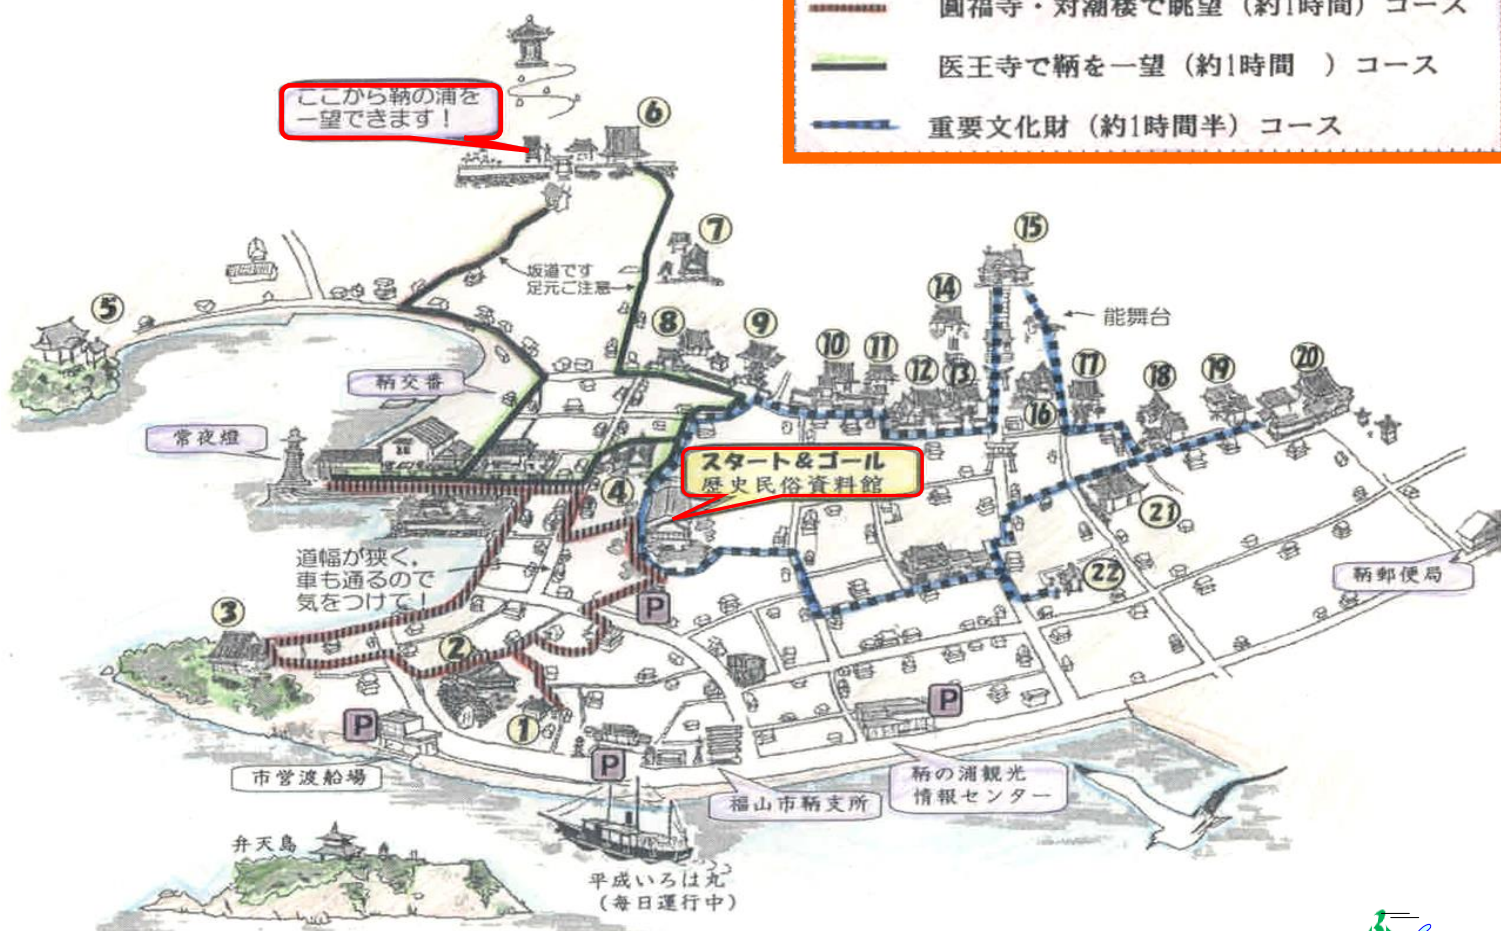 圓福寺・対潮楼で眺望（約1時間）コース
医王寺で鞆を一望（約1時間　）コース
重要文化財（約1時間半）コース
ここから鞆の浦を
一望できます！
⑥
⑦
⑮
坂道です
足元ご注意
⑤
⑭
能舞台
⑧
⑨
⑩
⑪
⑫
⑬
⑰
⑱
⑲
⑳
⑯
鞆交番
常夜燈
スタート＆ゴール
歴史民俗資料館
④
㉑
道幅が狭く、
車も通るので
気をつけて！
㉒
鞆郵便局
P
③
②
①
P
P
P
市営渡船場
鞆の浦観光
情報センター
福山市鞆支所
弁天島
平成いろは丸
（毎日運行中）